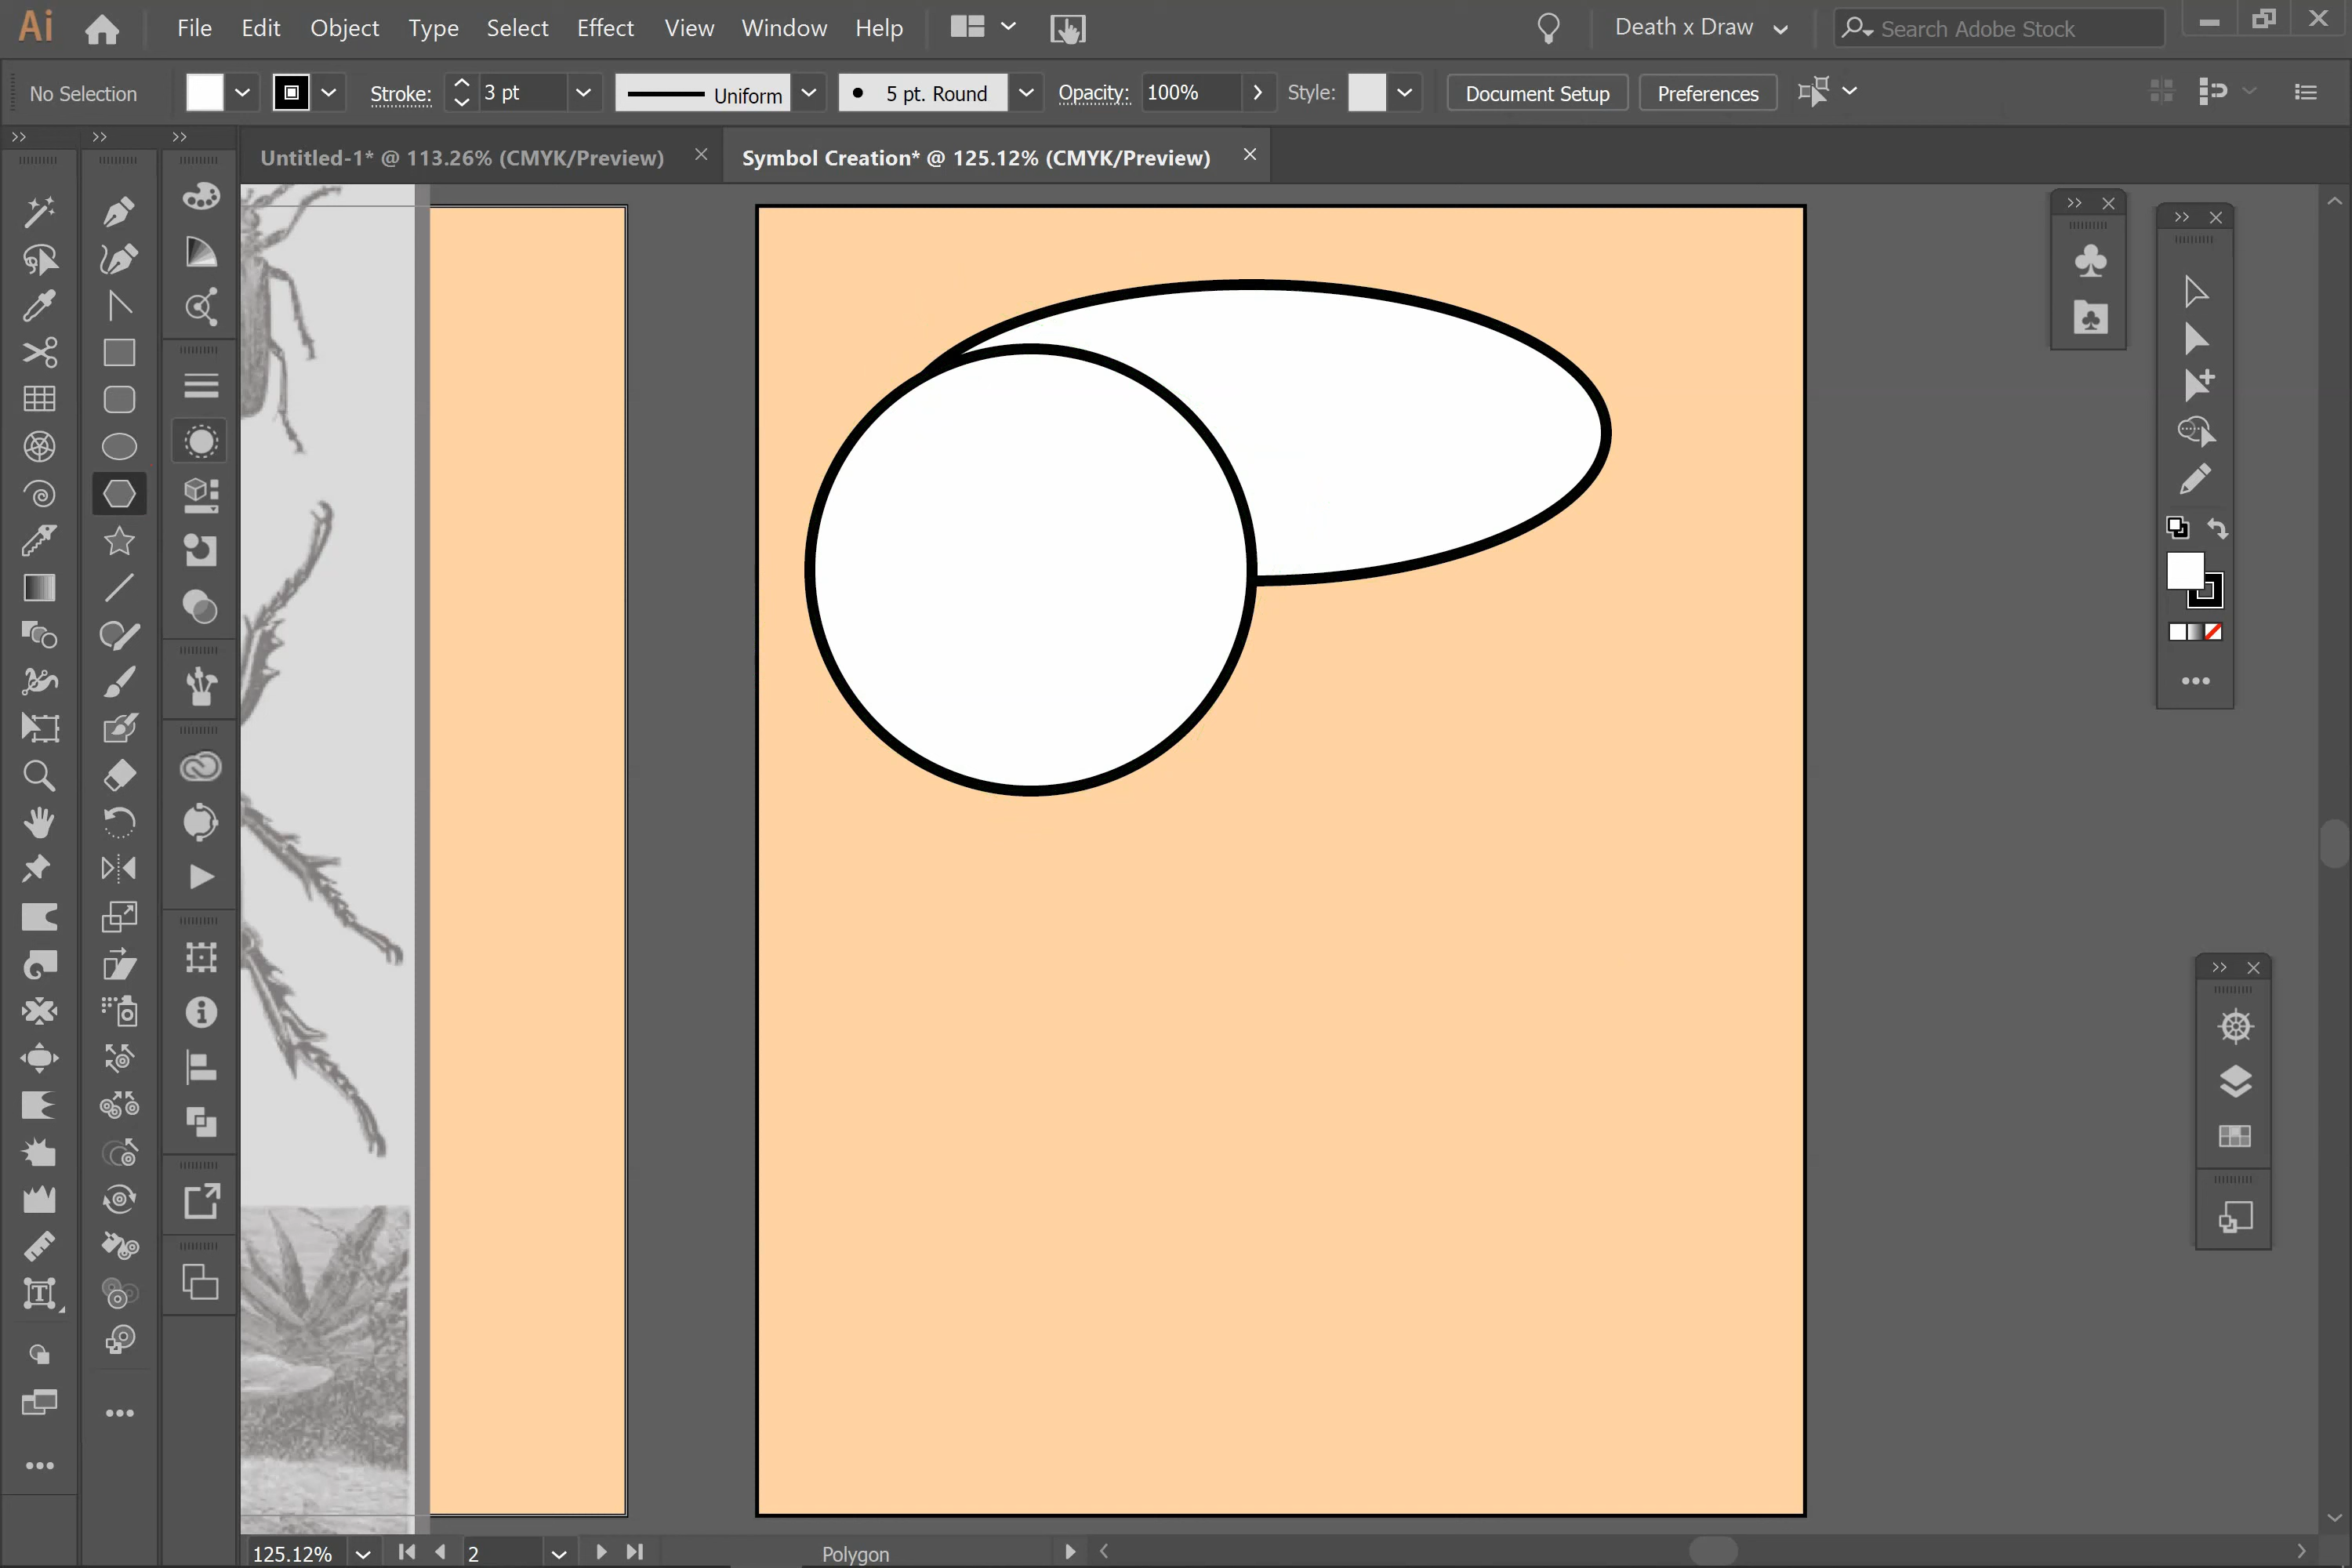 Ai File Edit Object Type Select Effect View Window Help Death x Draw Search Adobe Stock
No Selection Stroke: 3 pt Uniform 5 pt. Round Opacity: 100% Style: Document Setup Preferences
Untitled-1* @ 113.26% (CMYK/Preview) Symbol Creation* @ 125.12% (CMYK/Preview)
125.12% 2 Polygon